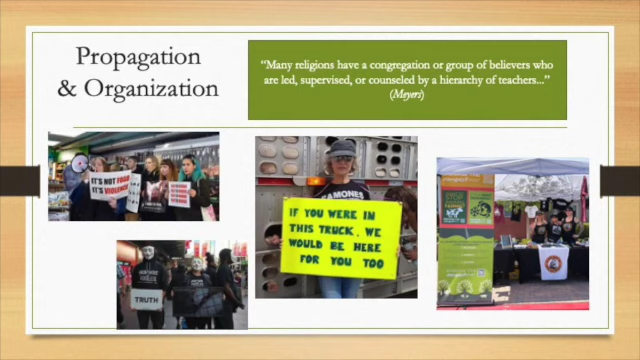 Propagation
& Organization
“Many religions have a congregation or group of believers who
are led, supervised, or counseled by a hierarchy of teachers...”
(Meyers)
IT'S NOT FOOD
IT'S VIOLENCE
RAMONES
IF YOU WERE IN
THIS TRUCK, WE
WOULD BE HERE
FOR YOU TOO
TRUTH